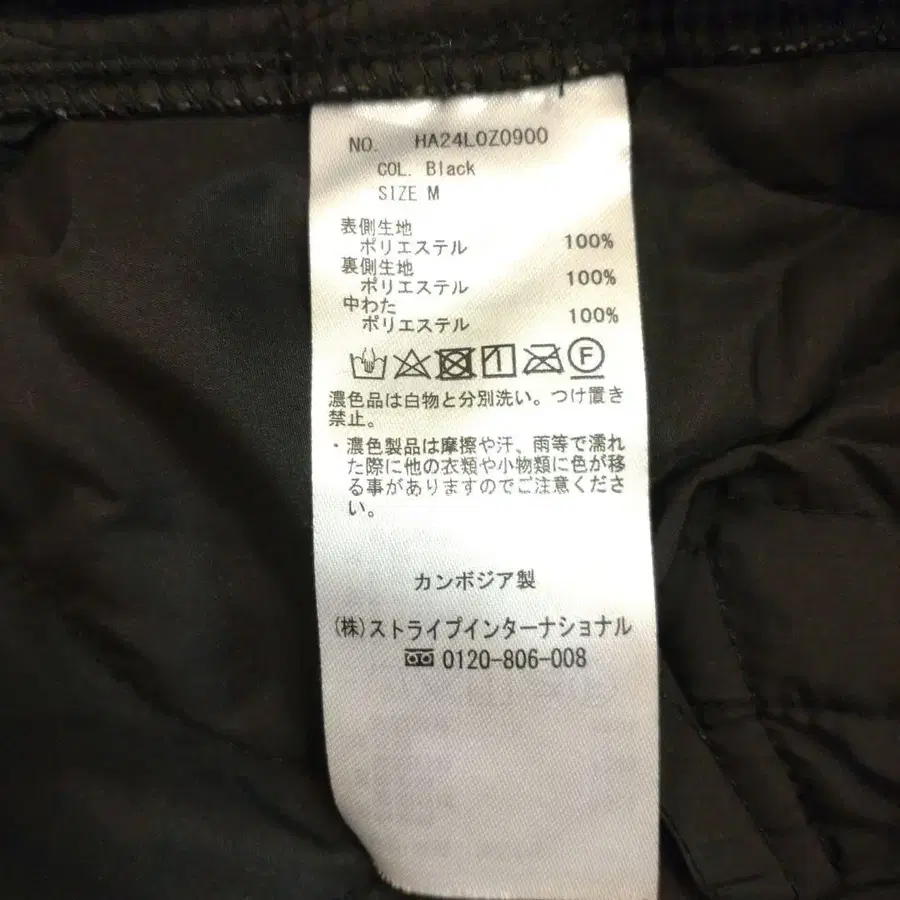 NO. HA24L0Z0900
COL. Black
SIZE M
表側生地
ポリエステル 100%
裏側生地
ポリエステル 100%
中わた
ポリエステル 100%
F
濃色品は白物と分別洗い。つけ置き
禁止。
・濃色製品は摩擦や汗、雨等で濡れ
た際に他の衣類や小物類に色が移
る事がありますのでご注意くださ
い。
カンボジア製
(株)ストライプインターナショナル
0120-806-008